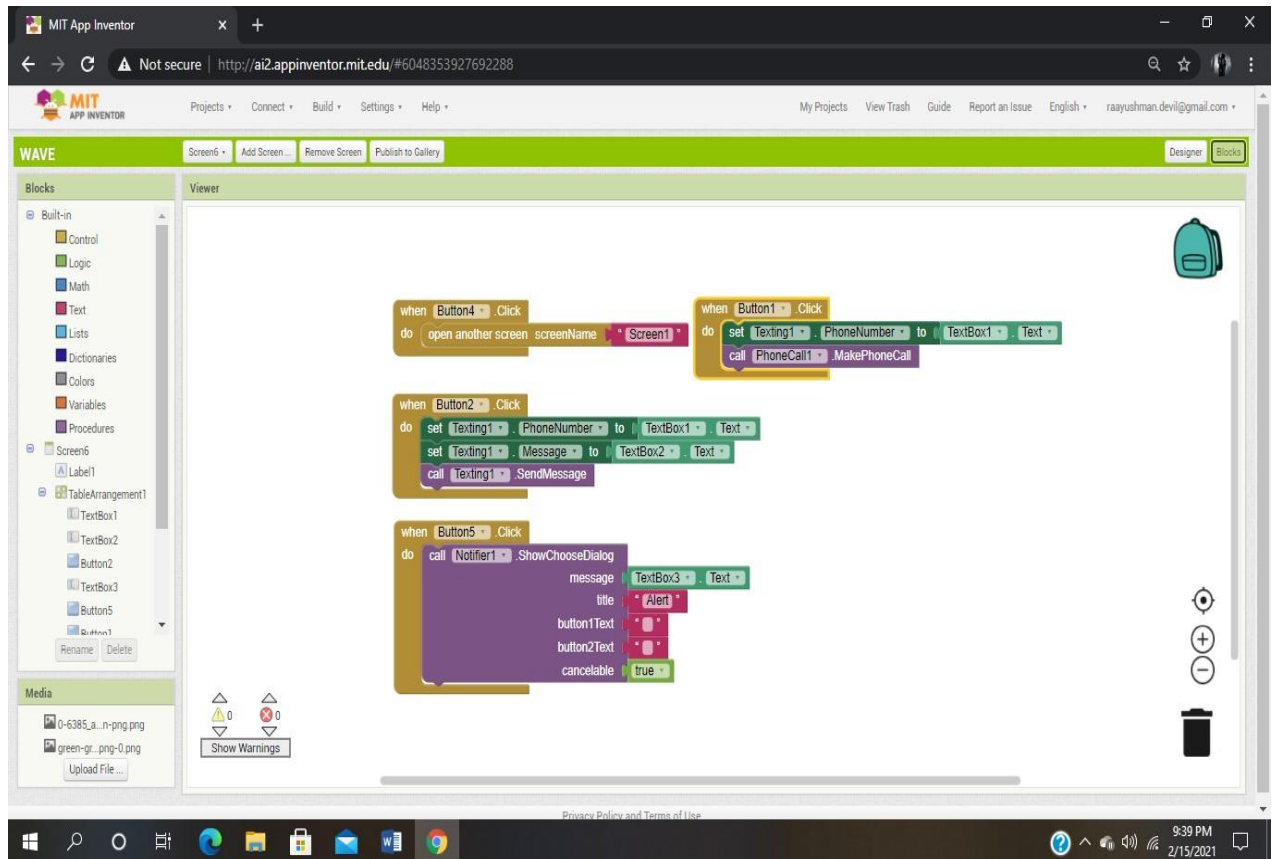 MIT App Inventor
Not secure | http://ai2.appinventor.mit.edu/#6048353927692288
MIT
APP INVENTOR
Projects Connect Build Settings Help My Projects View Trash Guide Report an Issue English raayushman.devil@gmail.com
WAVE Screen6 Add Screen ... Remove Screen Publish to Gallery Designer Blocks
Blocks
Built-in
Control
Logic
Math
Text
Lists
Dictionaries
Colors
Variables
Procedures
Screen6
Label1
TableArrangement1
TextBox1
TextBox2
Button2
TextBox3
Button5
Button1
Rename Delete
Media
0-6385_a...n-png.png
green-gr...png-0.png
Upload File ...
Viewer
when Button4 .Click
do open another screen screenName " Screen1 "
when Button1 .Click
do set Texting1 . PhoneNumber to TextBox1 . Text
call PhoneCall1 .MakePhoneCall
when Button2 .Click
do set Texting1 . PhoneNumber to TextBox1 . Text
set Texting1 . Message to TextBox2 . Text
call Texting1 .SendMessage
when Button5 .Click
do call Notifier1 .ShowChooseDialog
message TextBox3 . Text
title " Alert "
button1Text " "
button2Text " "
cancelable true
0 0
Show Warnings
Privacy Policy and Terms of Use
9:39 PM
2/15/2021